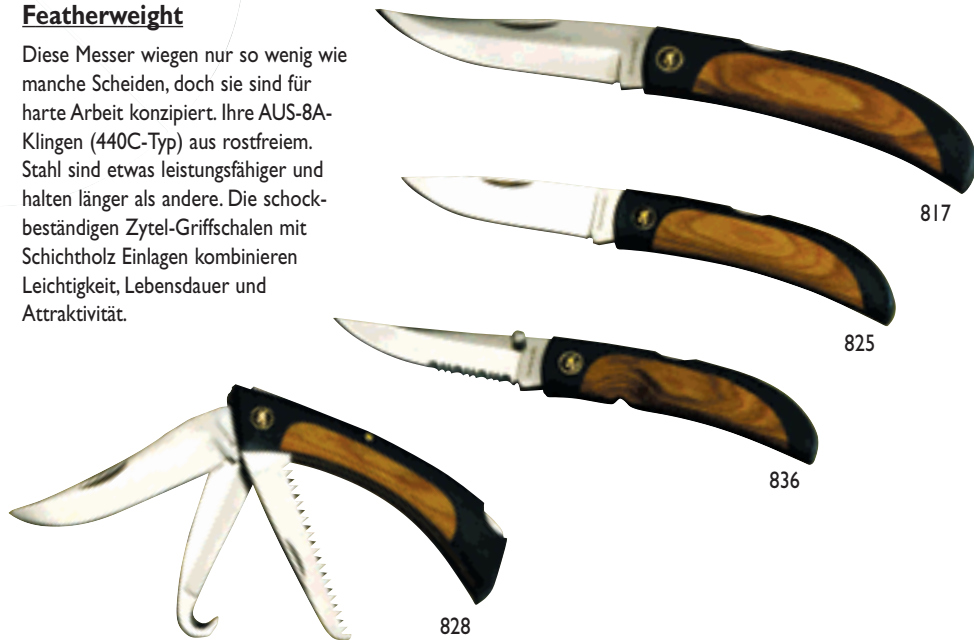 Featherweight
Diese Messer wiegen nur so wenig wie
manche Scheiden, doch sie sind für
harte Arbeit konzipiert. Ihre AUS-8A-
Klingen (440C-Typ) aus rostfreiem.
Stahl sind etwas leistungsfähiger und
halten länger als andere. Die schock-
beständigen Zytel-Griffschalen mit
Schichtholz Einlagen kombinieren
Leichtigkeit, Lebensdauer und
Attraktivität.
817
825
836
828